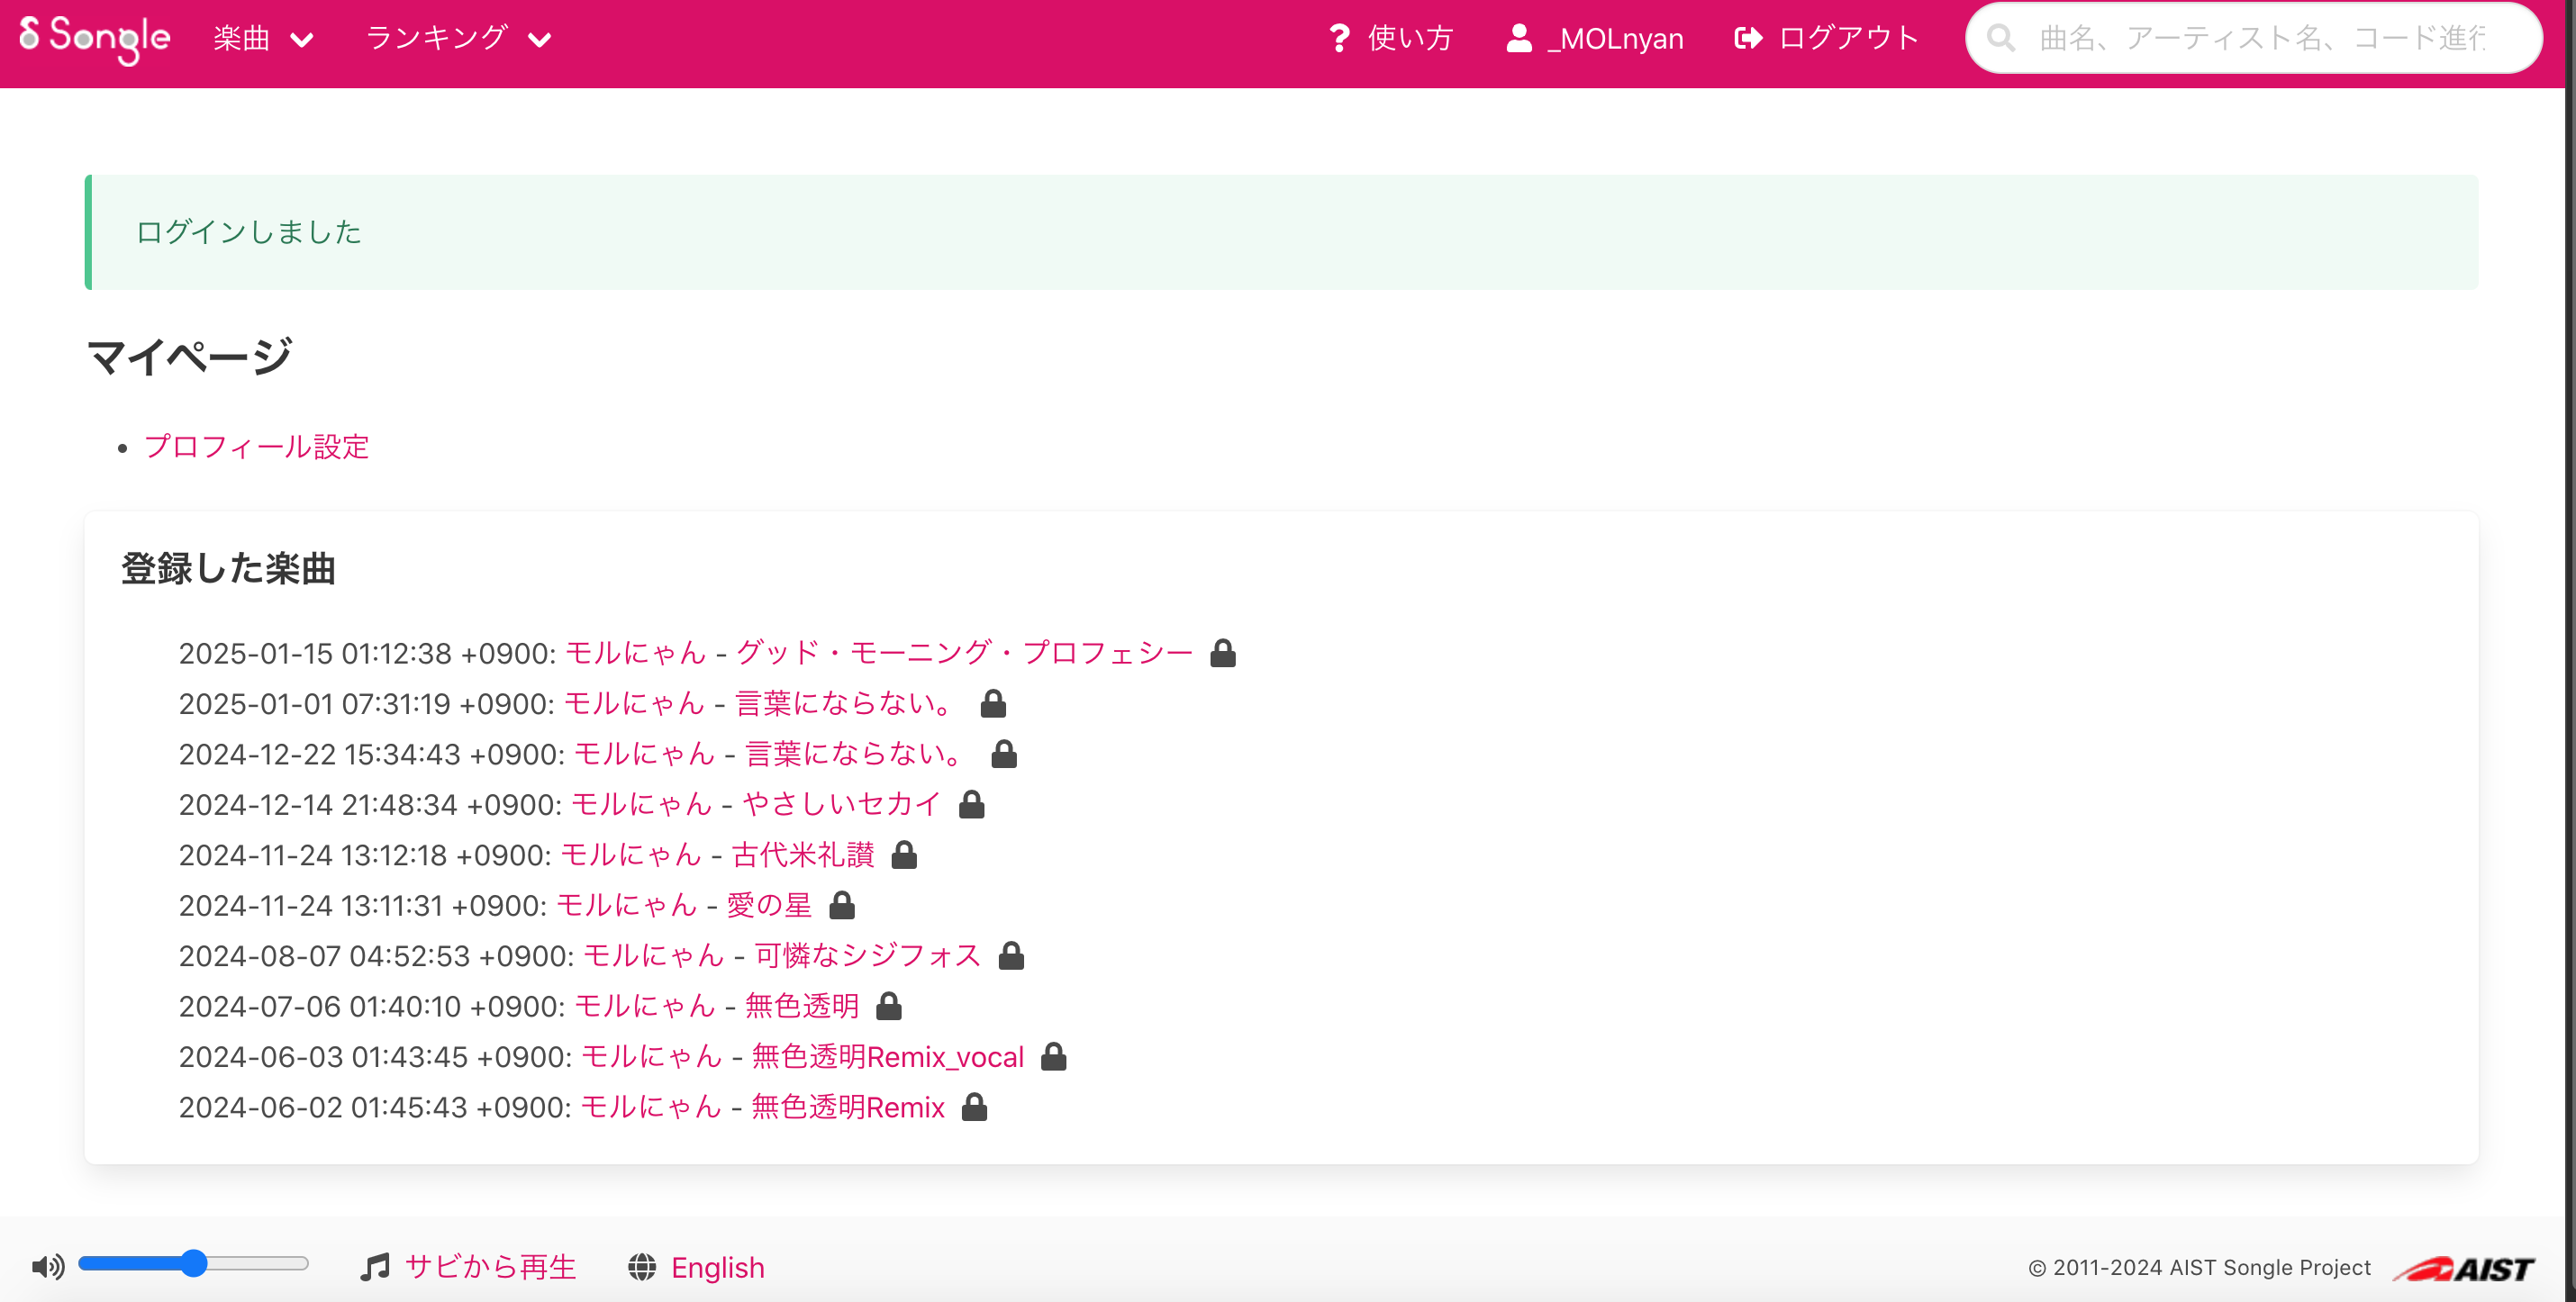 Songle 楽曲 ランキング 使い方 _MOLnyan ログアウト 曲名、アーティスト名、コード進行
ログインしました
マイページ
• プロフィール設定
登録した楽曲
2025-01-15 01:12:38 +0900: モルにゃん - グッド・モーニング・プロフェシー
2025-01-01 07:31:19 +0900: モルにゃん - 言葉にならない。
2024-12-22 15:34:43 +0900: モルにゃん - 言葉にならない。
2024-12-14 21:48:34 +0900: モルにゃん - やさしいセカイ
2024-11-24 13:12:18 +0900: モルにゃん - 古代米礼讃
2024-11-24 13:11:31 +0900: モルにゃん - 愛の星
2024-08-07 04:52:53 +0900: モルにゃん - 可憐なシジフォス
2024-07-06 01:40:10 +0900: モルにゃん - 無色透明
2024-06-03 01:43:45 +0900: モルにゃん - 無色透明Remix_vocal
2024-06-02 01:45:43 +0900: モルにゃん - 無色透明Remix
サビから再生 English © 2011-2024 AIST Songle Project AIST